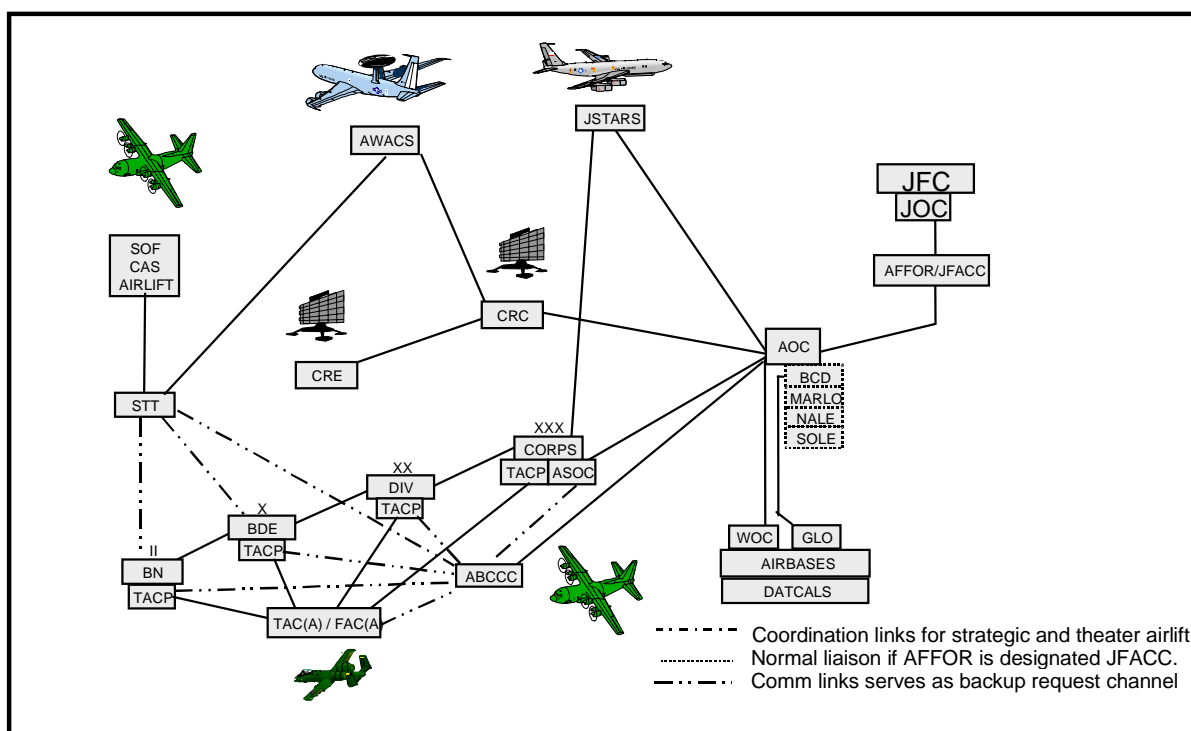 AWACS
JSTARS
JFC
JOC
SOF
CAS
AIRLIFT
AFFOR/JFACC
CRC
CRE
AOC
BCD
MARLO
NALE
SOLE
STT
XXX
CORPS
TACP
ASOC
XX
DIV
TACP
X
BDE
TACP
II
BN
TACP
ABCCC
TAC(A) / FAC(A)
WOC
GLO
AIRBASES
DATCALS
Coordination links for strategic and theater airlift
Normal liaison if AFFOR is designated JFACC.
Comm links serves as backup request channel